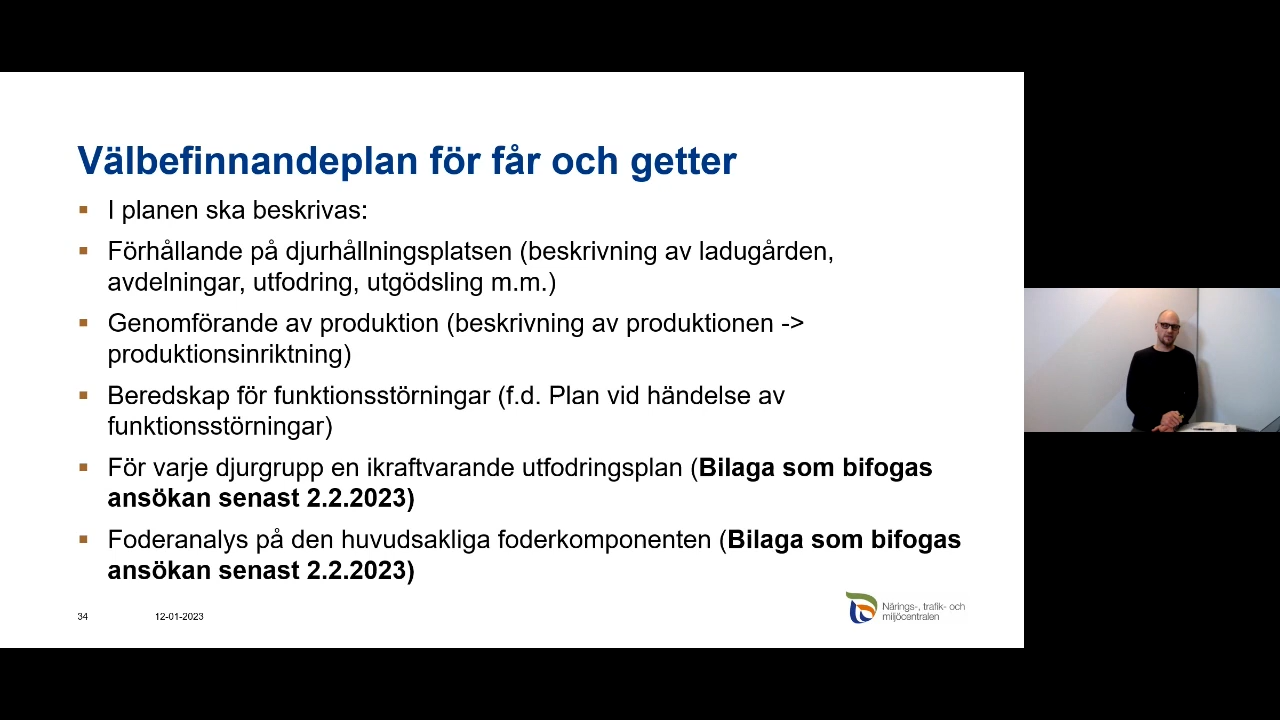 Välbefinnandeplan för får och getter
I planen ska beskrivas:
Förhållande på djurhållningsplatsen (beskrivning av ladugården,
avdelningar, utfodring, utgödsling m.m.)
Genomförande av produktion (beskrivning av produktionen ->
produktionsinriktning)
Beredskap för funktionsstörningar (f.d. Plan vid händelse av
funktionsstörningar)
För varje djurgrupp en ikraftvarande utfodringsplan (Bilaga som bifogas
ansökan senast 2.2.2023)
Foderanalys på den huvudsakliga foderkomponenten (Bilaga som bifogas
ansökan senast 2.2.2023)
34 12-01-2023
Närings-, trafik- och
miljöcentralen